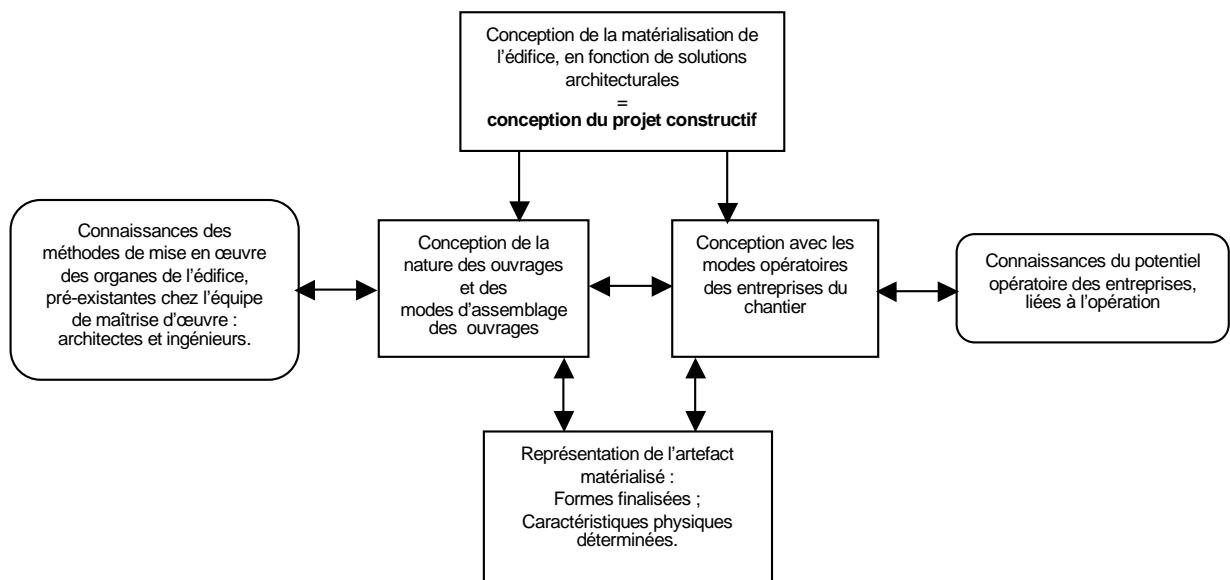 Conception de la matérialisation de
l'édifice, en fonction de solutions
architecturales
=
conception du projet constructif
Connaissances des
méthodes de mise en œuvre
des organes de l'édifice,
pré-existantes chez l'équipe
de maîtrise d'œuvre :
architectes et ingénieurs.
Conception de la
nature des ouvrages
et des
modes d'assemblage
des ouvrages
Conception avec les
modes opératoires
des entreprises du
chantier
Connaissances du potentiel
opératoire des entreprises,
liées à l'opération
Représentation de l'artefact
matérialisé :
Formes finalisées ;
Caractéristiques physiques
déterminées.